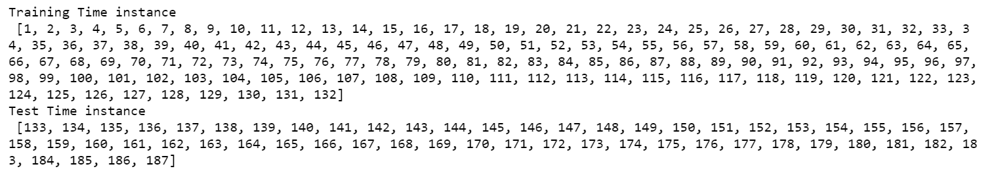 Training Time instance
[1, 2, 3, 4, 5, 6, 7, 8, 9, 10, 11, 12, 13, 14, 15, 16, 17, 18, 19, 20, 21, 22, 23, 24, 25, 26, 27, 28, 29, 30, 31, 32, 33, 3
4, 35, 36, 37, 38, 39, 40, 41, 42, 43, 44, 45, 46, 47, 48, 49, 50, 51, 52, 53, 54, 55, 56, 57, 58, 59, 60, 61, 62, 63, 64, 65,
66, 67, 68, 69, 70, 71, 72, 73, 74, 75, 76, 77, 78, 79, 80, 81, 82, 83, 84, 85, 86, 87, 88, 89, 90, 91, 92, 93, 94, 95, 96, 97,
98, 99, 100, 101, 102, 103, 104, 105, 106, 107, 108, 109, 110, 111, 112, 113, 114, 115, 116, 117, 118, 119, 120, 121, 122, 123,
124, 125, 126, 127, 128, 129, 130, 131, 132]
Test Time instance
[133, 134, 135, 136, 137, 138, 139, 140, 141, 142, 143, 144, 145, 146, 147, 148, 149, 150, 151, 152, 153, 154, 155, 156, 157,
158, 159, 160, 161, 162, 163, 164, 165, 166, 167, 168, 169, 170, 171, 172, 173, 174, 175, 176, 177, 178, 179, 180, 181, 182, 18
3, 184, 185, 186, 187]